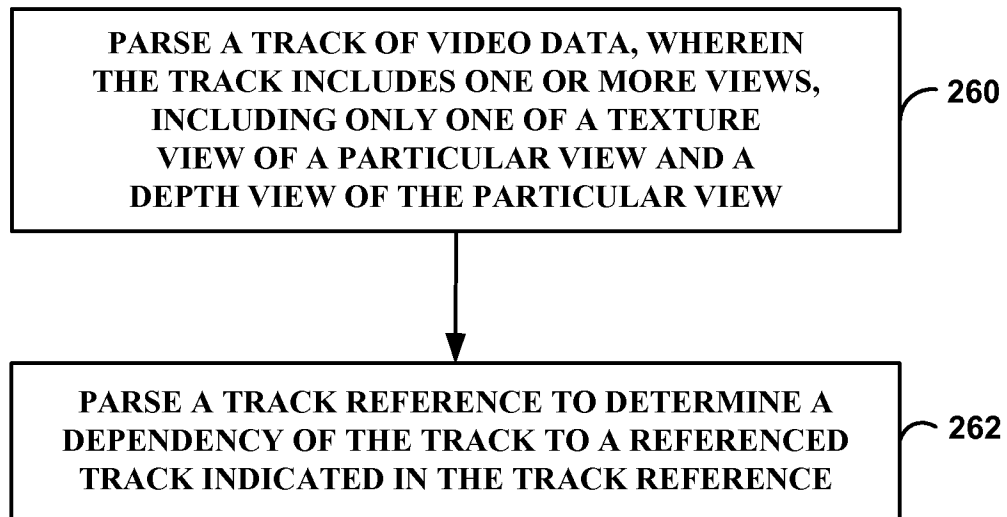 PARSE A TRACK OF VIDEO DATA, WHEREIN
THE TRACK INCLUDES ONE OR MORE VIEWS,
INCLUDING ONLY ONE OF A TEXTURE
VIEW OF A PARTICULAR VIEW AND A
DEPTH VIEW OF THE PARTICULAR VIEW
260
PARSE A TRACK REFERENCE TO DETERMINE A
DEPENDENCY OF THE TRACK TO A REFERENCED
TRACK INDICATED IN THE TRACK REFERENCE
262